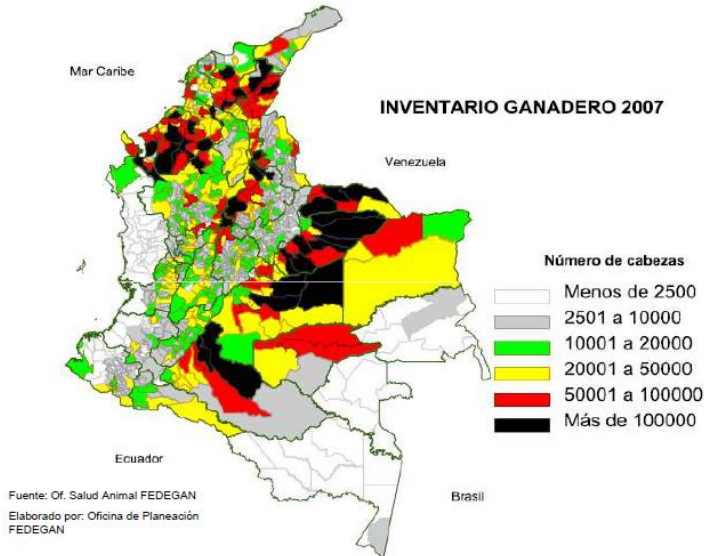 Mar Caribe
INVENTARIO GANADERO 2007
Venezuela
Número de cabezas
Menos de 2500
2501 a 10000
10001 a 20000
20001 a 50000
50001 a 100000
Más de 100000
Ecuador
Brasil
Fuente: Of. Salud Animal FEDEGAN
Elaborado por: Oficina de Planeación
FEDEGAN